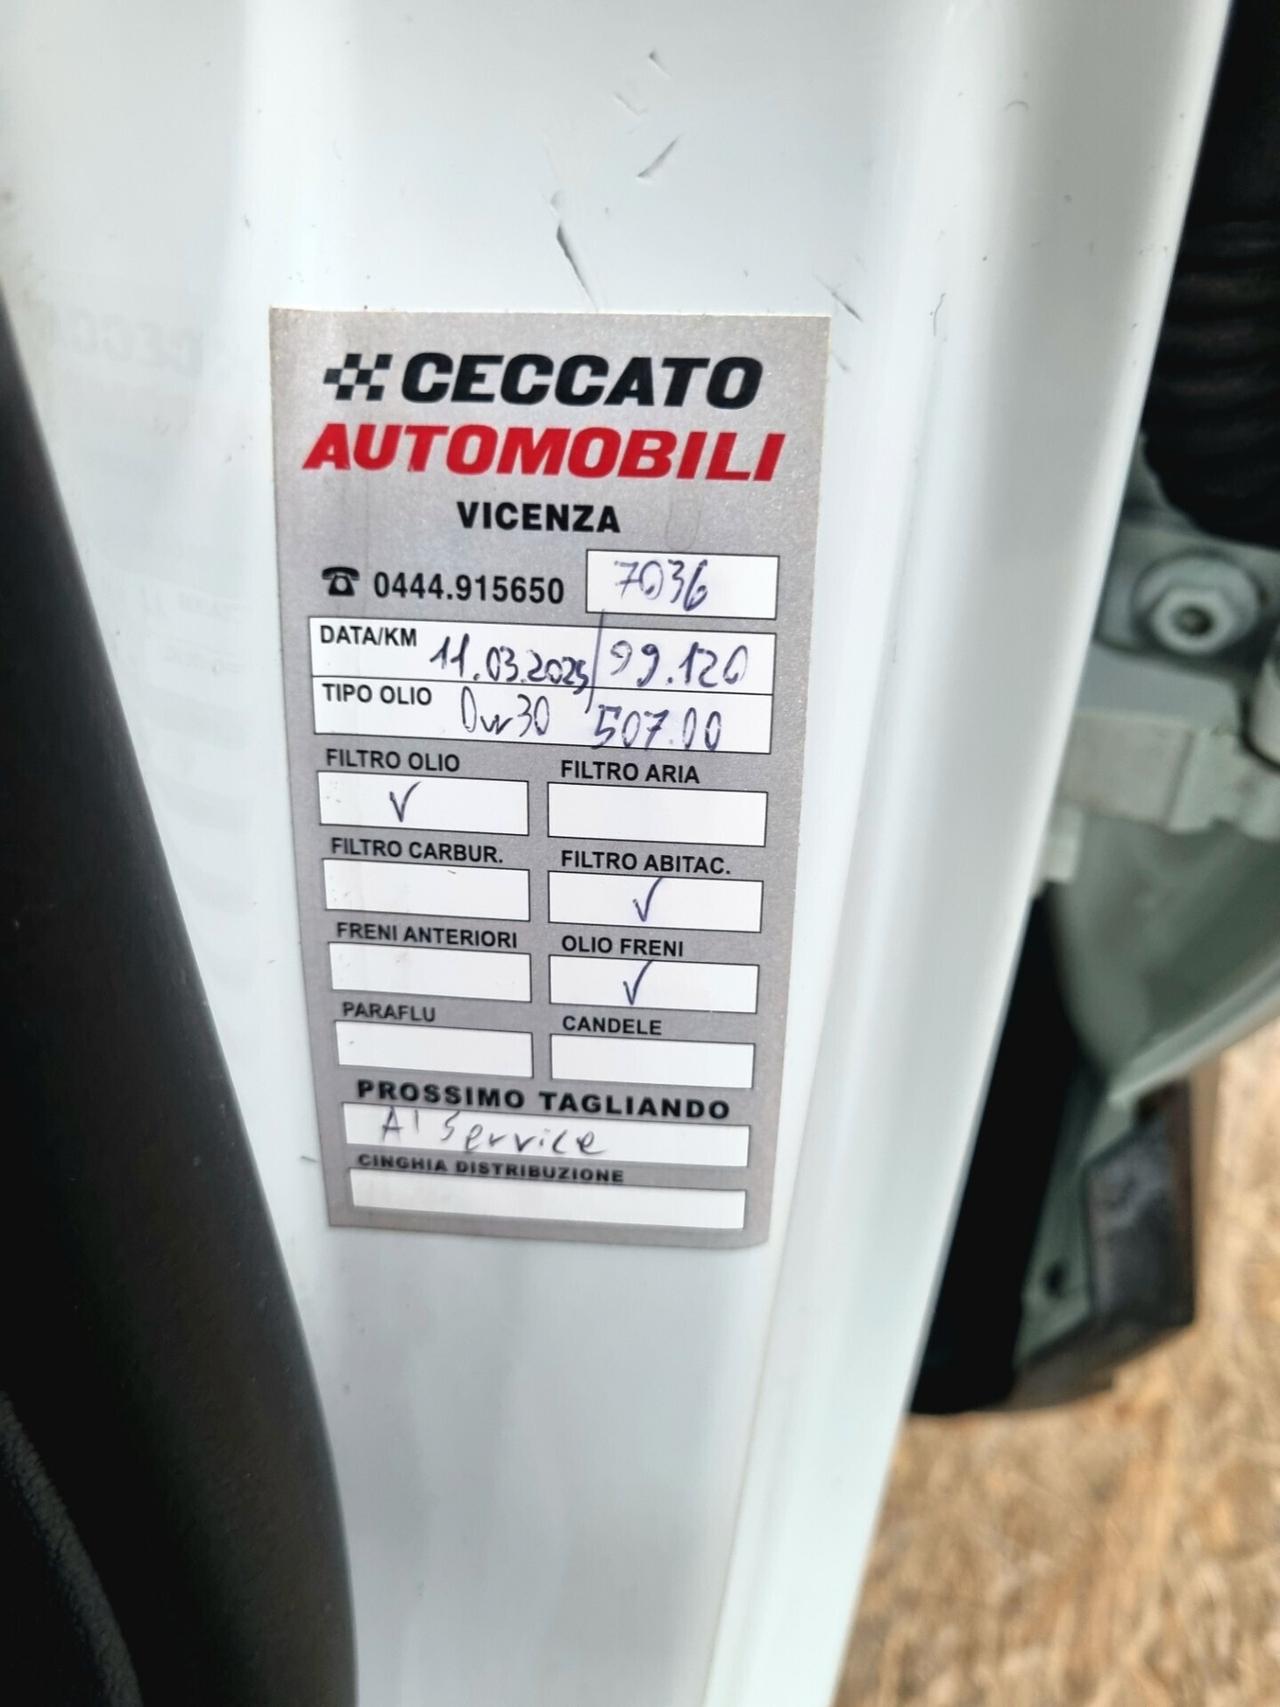 CECCATO
AUTOMOBILI
VICENZA
☎ 0444.915650 7036
DATA/KM 11.03.2025/99.120
TIPO OLIO 0w30 507.00
FILTRO OLIO FILTRO ARIA
✓
FILTRO CARBUR. FILTRO ABITAC.
✓
FRENI ANTERIORI OLIO FRENI
✓
PARAFLU CANDELE
PROSSIMO TAGLIANDO
AI Service
CINGHIA DISTRIBUZIONE